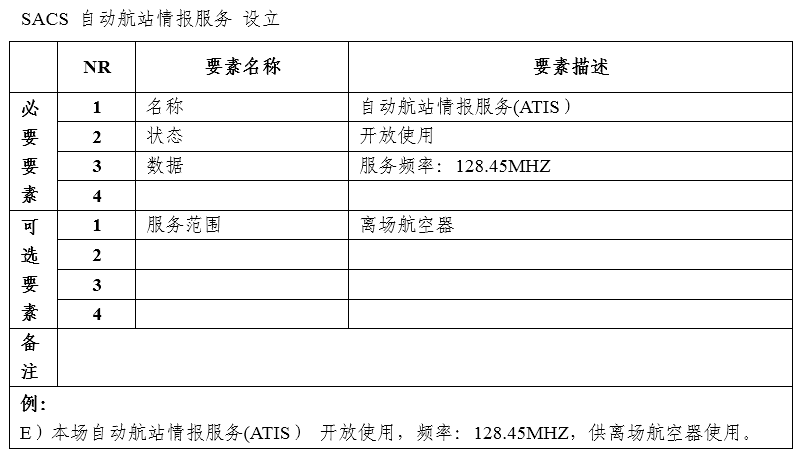 SACS 自动航站情报服务 设立
NR 要素名称 要素描述
必要要素
1 名称 自动航站情报服务(ATIS）
2 状态 开放使用
3 数据 服务频率：128.45MHZ
4
可选要素
1 服务范围 离场航空器
2
3
4
备注
例：
E）本场自动航站情报服务(ATIS） 开放使用，频率：128.45MHZ，供离场航空器使用。